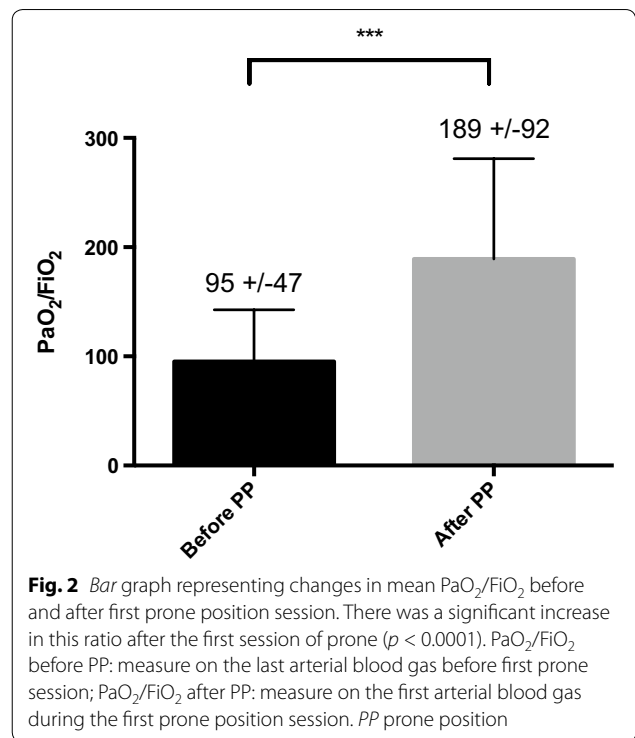 ***
300
189 +/-92
200
95 +/-47
PaO₂/FiO₂
100
0
Before PP
After PP
Fig. 2 Bar graph representing changes in mean PaO₂/FiO₂ before
and after first prone position session. There was a significant increase
in this ratio after the first session of prone (p < 0.0001). PaO₂/FiO₂
before PP: measure on the last arterial blood gas before first prone
session; PaO₂/FiO₂ after PP: measure on the first arterial blood gas
during the first prone position session. PP prone position